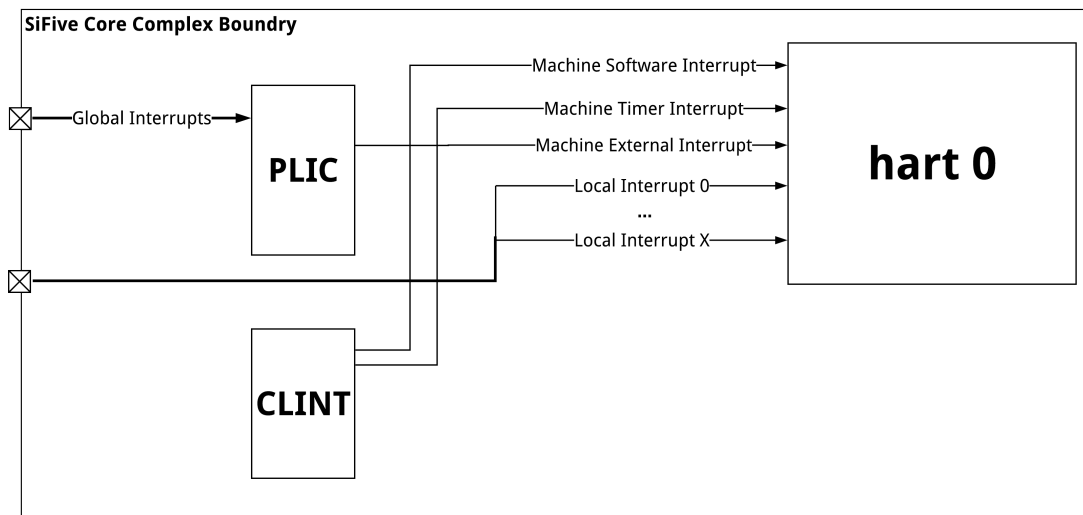 SiFive Core Complex Boundry
Machine Software Interrupt
Global Interrupts
Machine Timer Interrupt
PLIC
Machine External Interrupt
hart 0
Local Interrupt 0
...
Local Interrupt X
CLINT